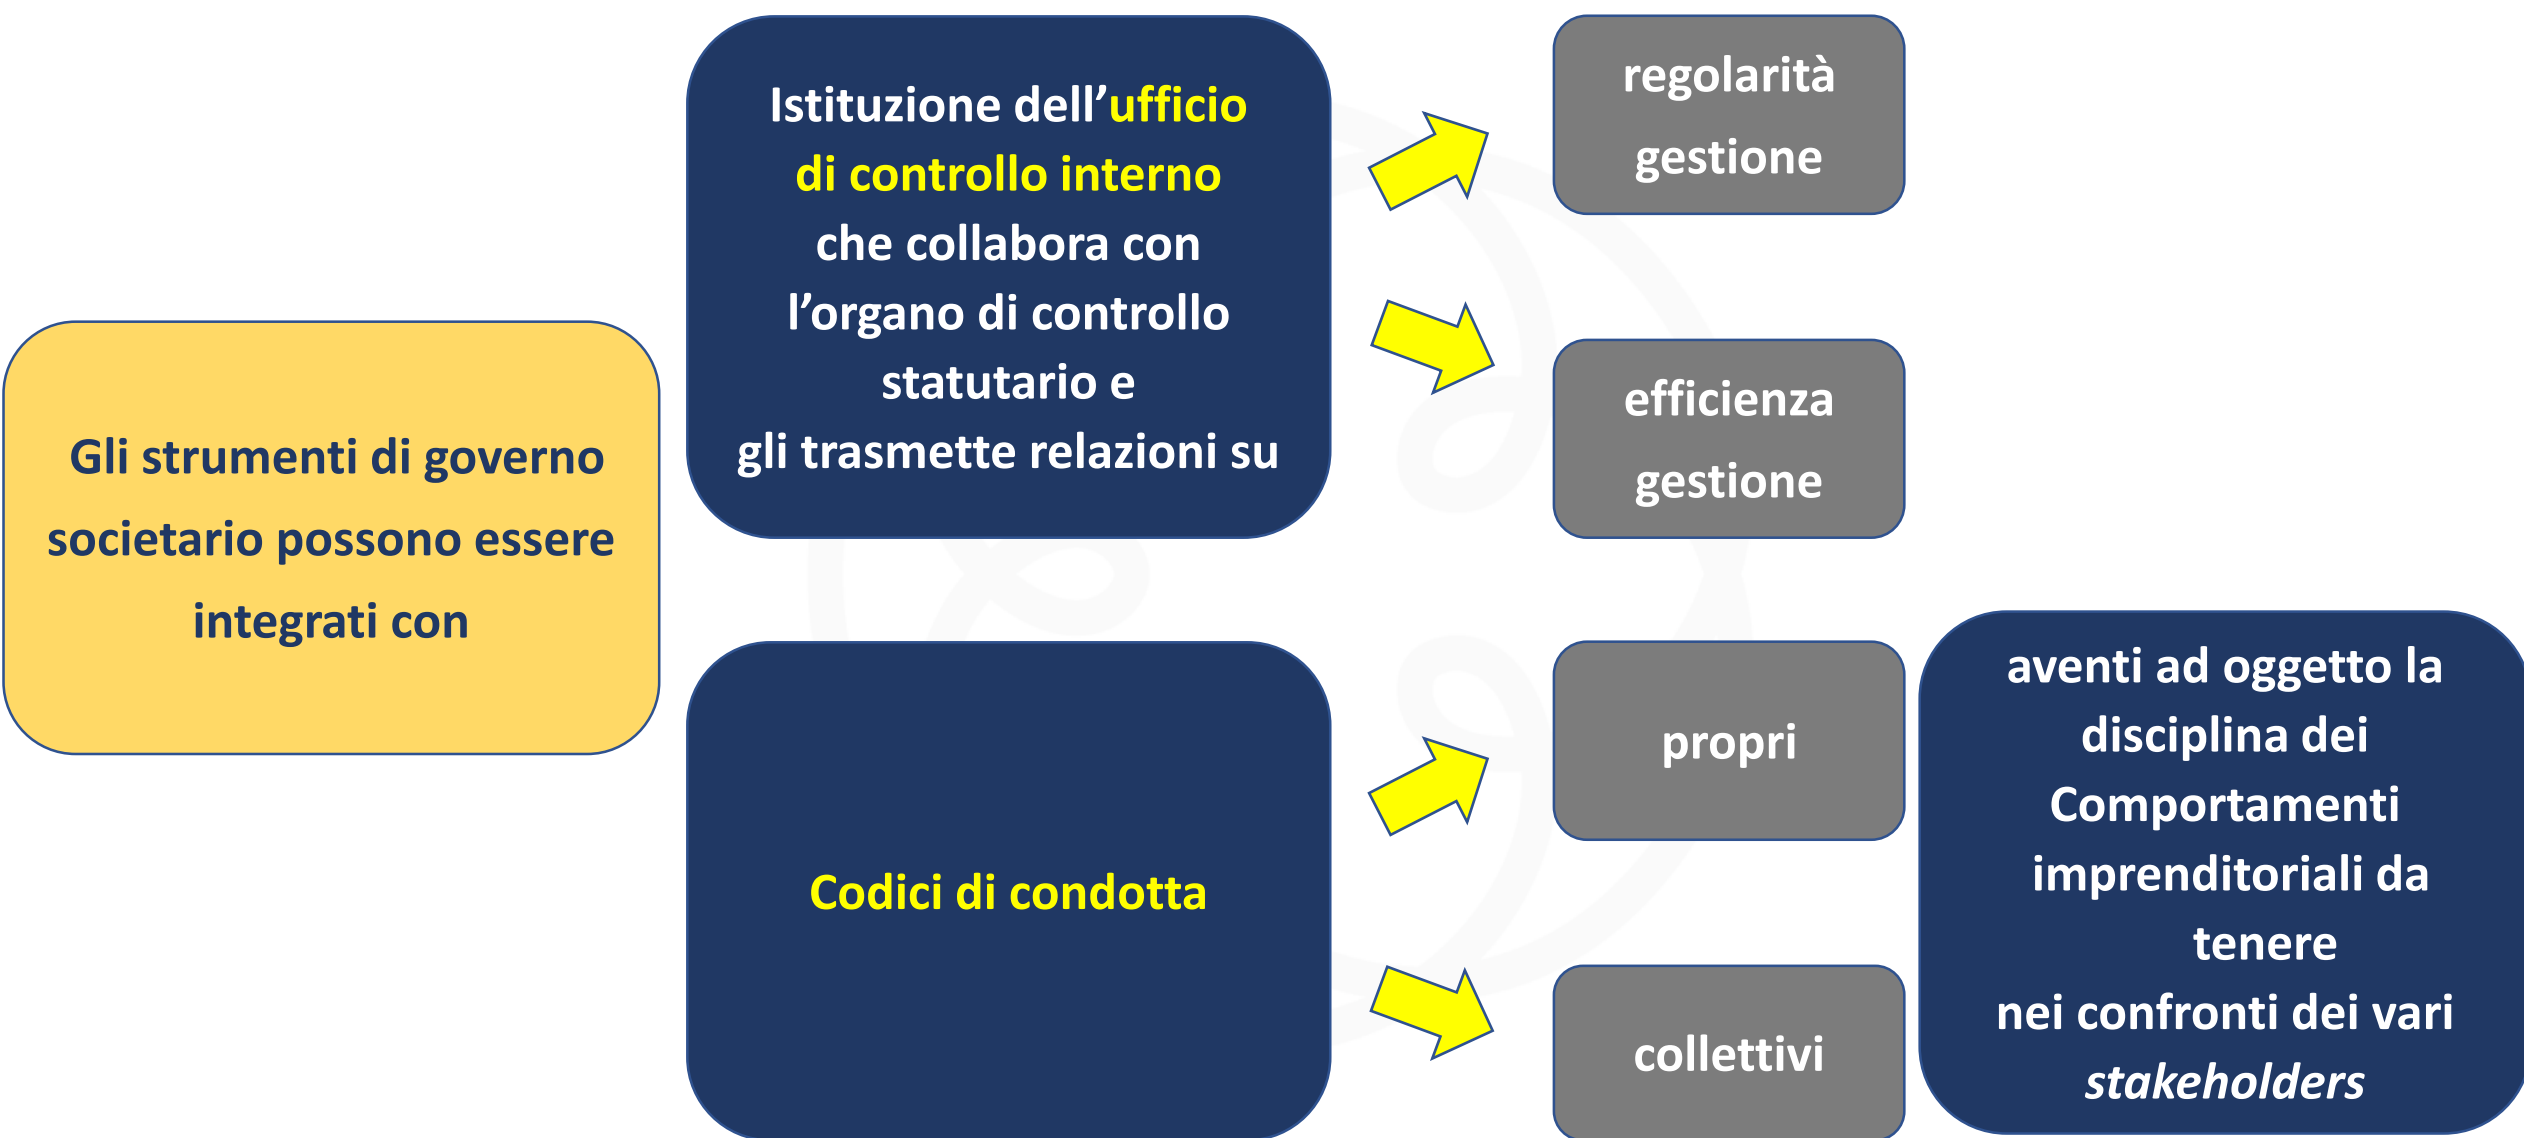 Gli strumenti di governo
societario possono essere
integrati con
Istituzione dell’ufficio
di controllo interno
che collabora con
l’organo di controllo
statutario e
gli trasmette relazioni su
regolarità
gestione
efficienza
gestione
Codici di condotta
propri
collettivi
aventi ad oggetto la
disciplina dei
Comportamenti
imprenditoriali da
tenere
nei confronti dei vari
stakeholders